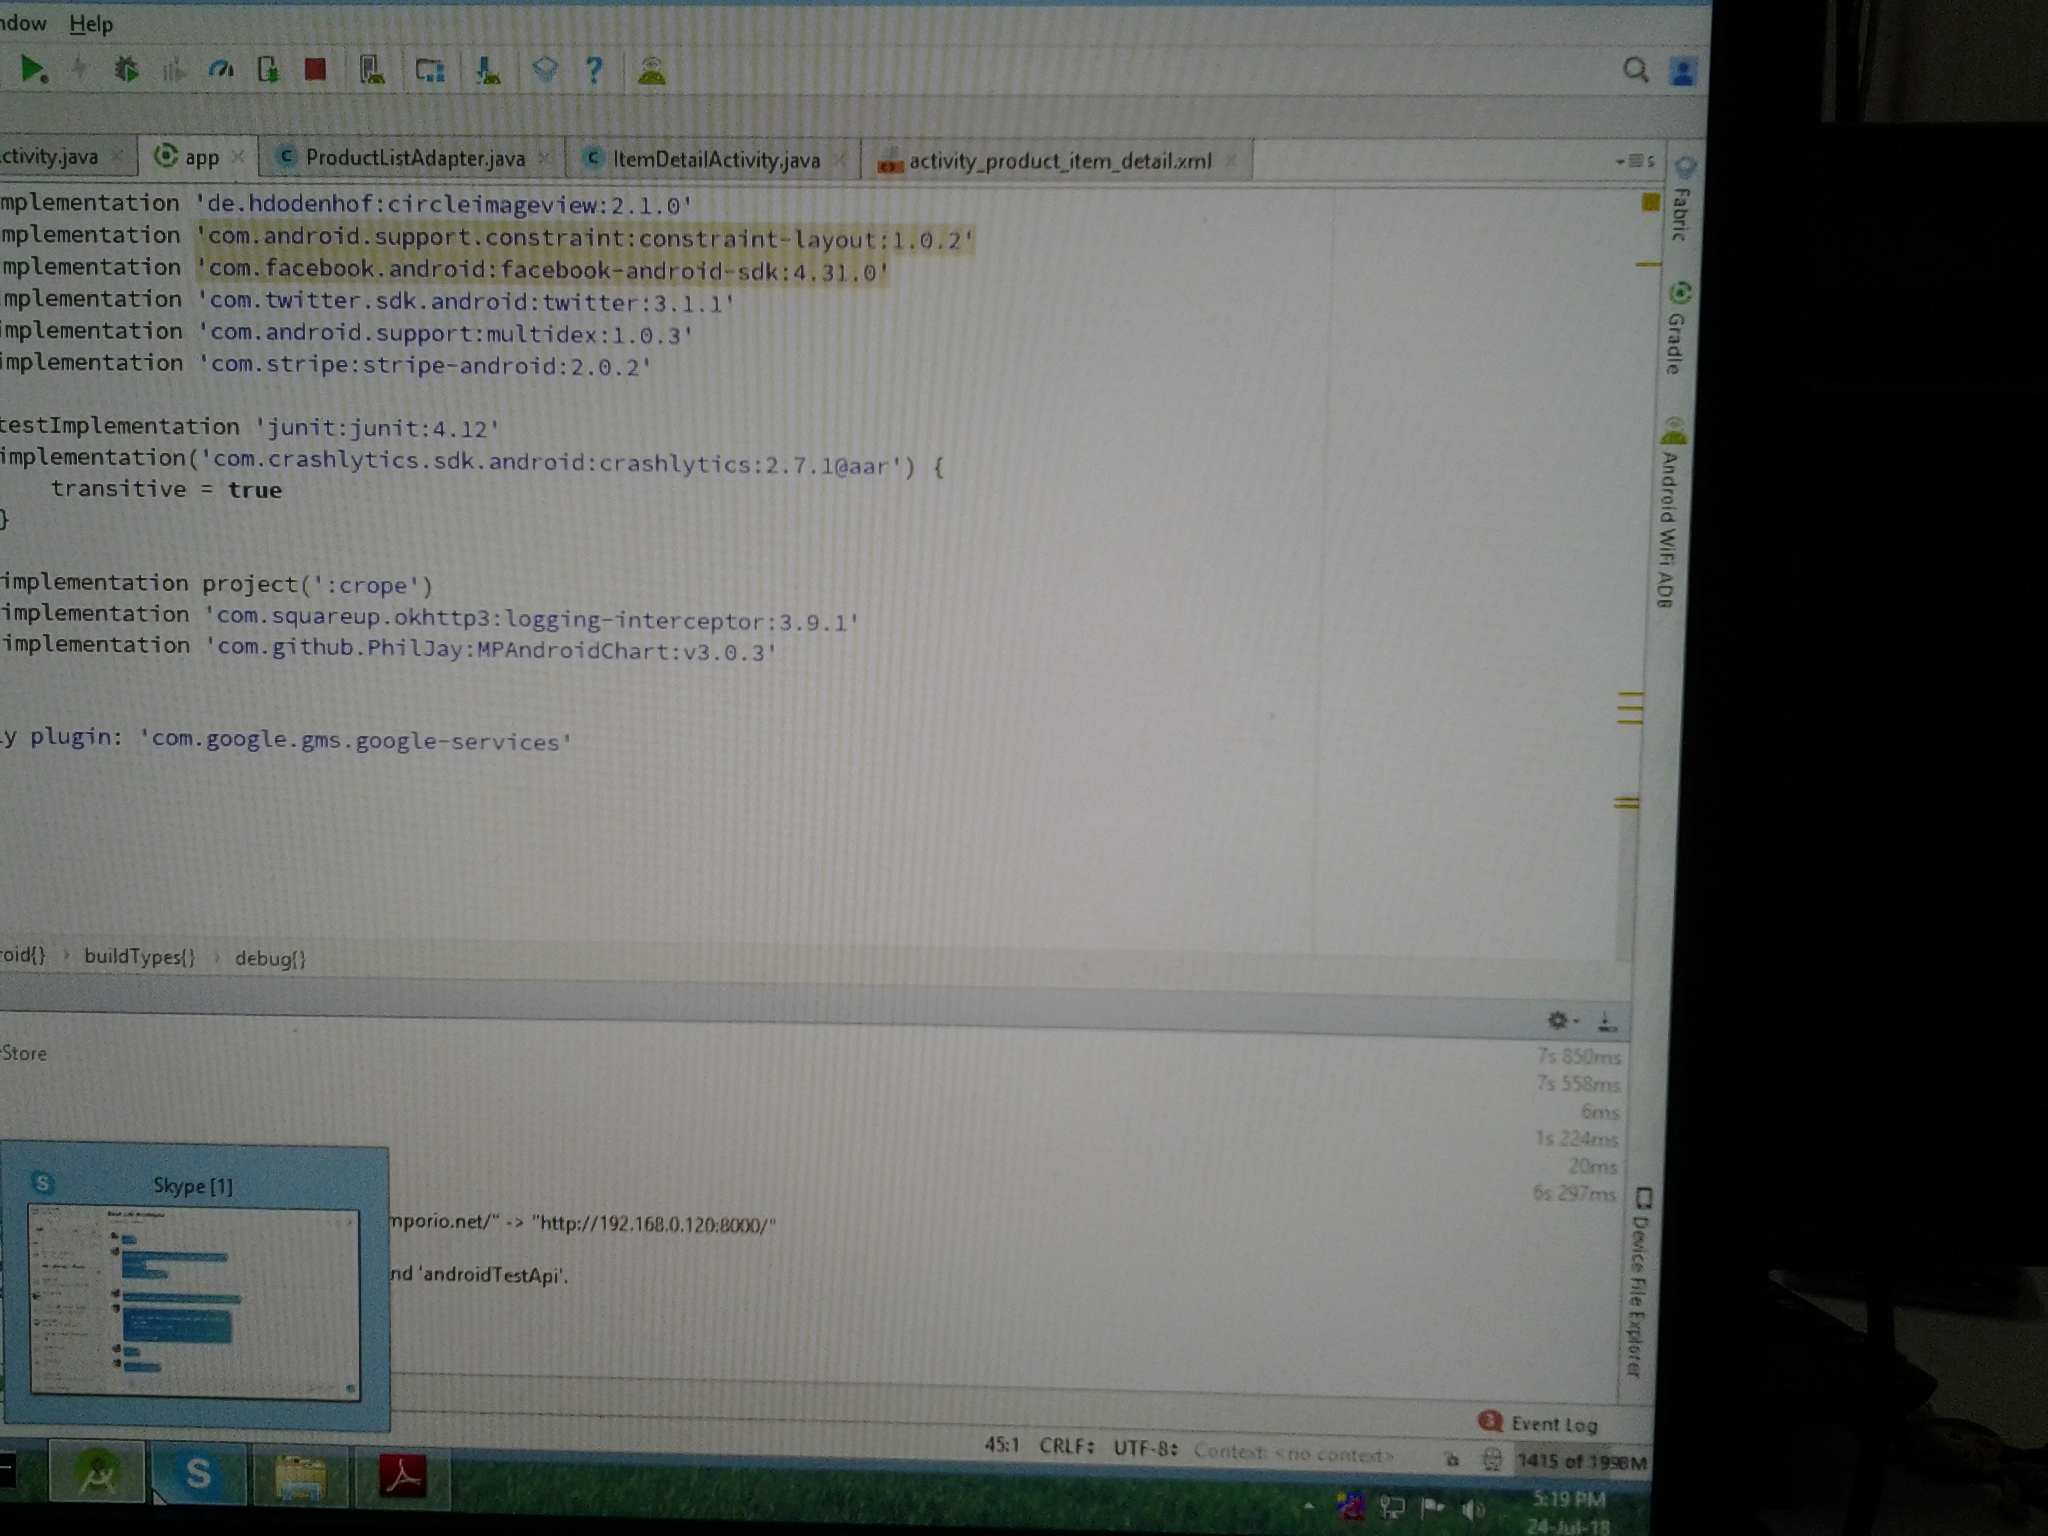 ndow Help
ctivity.java app ProductListAdapter.java ItemDetailActivity.java activity_product_item_detail.xml
mplementation 'de.hdodenhof:circleimageview:2.1.0'
mplementation 'com.android.support.constraint:constraint-layout:1.0.2'
mplementation 'com.facebook.android:facebook-android-sdk:4.31.0'
implementation 'com.twitter.sdk.android:twitter:3.1.1'
implementation 'com.android.support:multidex:1.0.3'
implementation 'com.stripe:stripe-android:2.0.2'
testImplementation 'junit:junit:4.12'
implementation('com.crashlytics.sdk.android:crashlytics:2.7.1@aar') {
transitive = true
}
implementation project(':crope')
implementation 'com.squareup.okhttp3:logging-interceptor:3.9.1'
implementation 'com.github.PhilJay:MPAndroidChart:v3.0.3'
y plugin: 'com.google.gms.google-services'
Fabric
Gradle
Android WiFi ADB
Device File Explorer
roid{} › buildTypes{} › debug{}
Store
7s 850ms
7s 558ms
6ms
1s 224ms
20ms
6s 297ms
Skype [1]
mporio.net/" -> "http://192.168.0.120:8000/"
nd 'androidTestApi'.
3 Event Log
45:1 CRLF: UTF-8: Context: <no context> 1415 of 1998M
5:19 PM
24-Jul-18